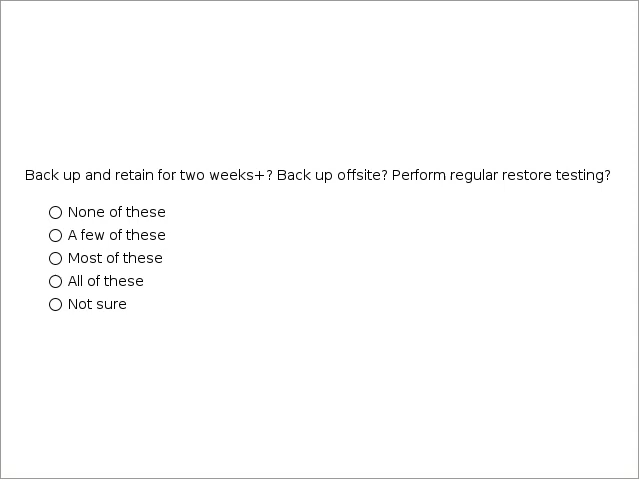 Back up and retain for two weeks+? Back up offsite? Perform regular restore testing?
None of these
A few of these
Most of these
All of these
Not sure